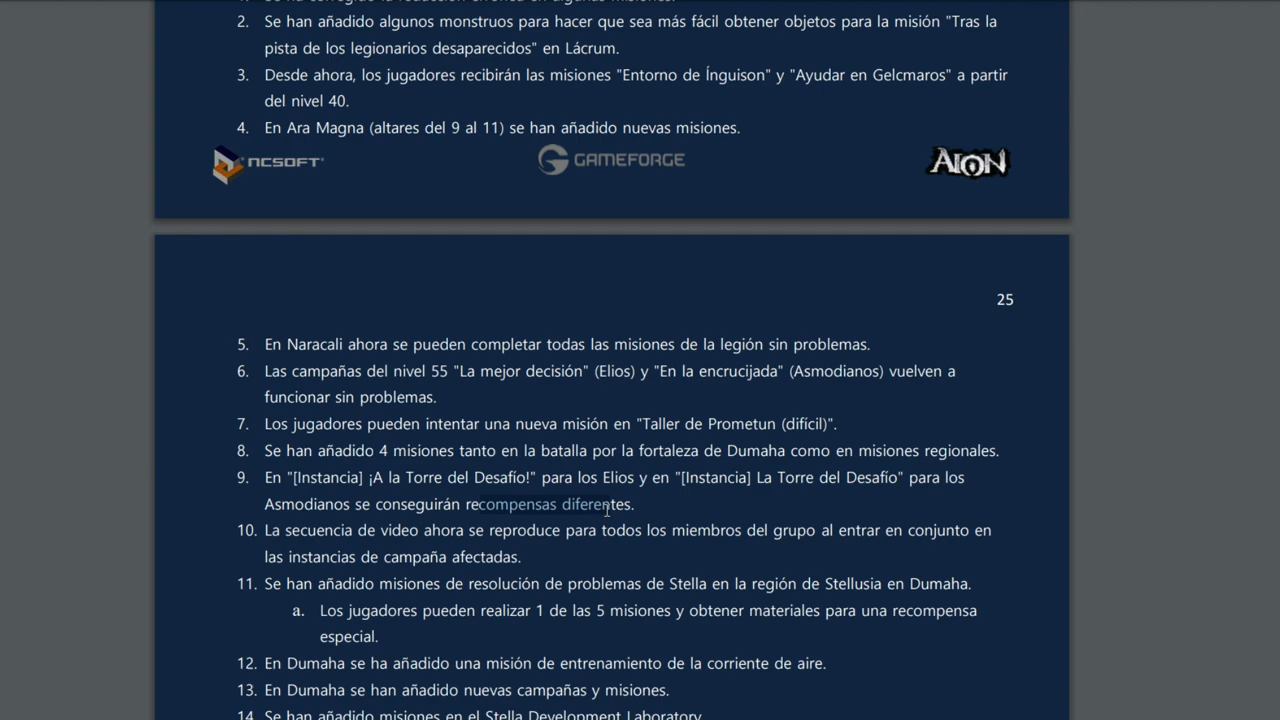 2. Se han añadido algunos monstruos para hacer que sea más fácil obtener objetos para la misión "Tras la
pista de los legionarios desaparecidos" en Lácrum.
3. Desde ahora, los jugadores recibirán las misiones "Entorno de Ínguison" y "Ayudar en Gelcmaros" a partir
del nivel 40.
4. En Ara Magna (altares del 9 al 11) se han añadido nuevas misiones.
NCSOFT GAMEFORGE AION
25
5. En Naracali ahora se pueden completar todas las misiones de la legión sin problemas.
6. Las campañas del nivel 55 "La mejor decisión" (Elios) y "En la encrucijada" (Asmodianos) vuelven a
funcionar sin problemas.
7. Los jugadores pueden intentar una nueva misión en "Taller de Prometun (difícil)".
8. Se han añadido 4 misiones tanto en la batalla por la fortaleza de Dumaha como en misiones regionales.
9. En "[Instancia] ¡A la Torre del Desafío!" para los Elios y en "[Instancia] La Torre del Desafío" para los
Asmodianos se conseguirán recompensas diferentes.
10. La secuencia de video ahora se reproduce para todos los miembros del grupo al entrar en conjunto en
las instancias de campaña afectadas.
11. Se han añadido misiones de resolución de problemas de Stella en la región de Stellusia en Dumaha.
a. Los jugadores pueden realizar 1 de las 5 misiones y obtener materiales para una recompensa
especial.
12. En Dumaha se ha añadido una misión de entrenamiento de la corriente de aire.
13. En Dumaha se han añadido nuevas campañas y misiones.
14. Se han añadido misiones en el Stella Development Laboratory.